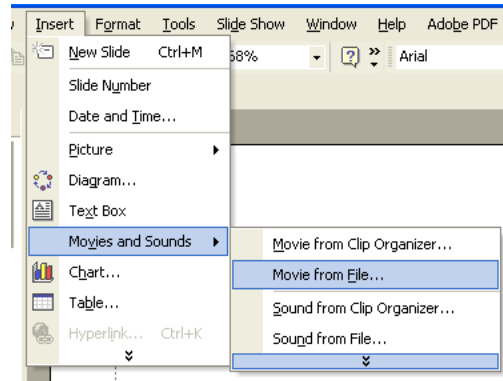 Insert Format Tools Slide Show Window Help Adobe PDF
New Slide Ctrl+M
58% Arial
Slide Number
Date and Time...
Picture
Diagram...
Text Box
Movies and Sounds
Movie from Clip Organizer...
Chart...
Movie from File...
Table...
Sound from Clip Organizer...
Hyperlink... Ctrl+K
Sound from File...